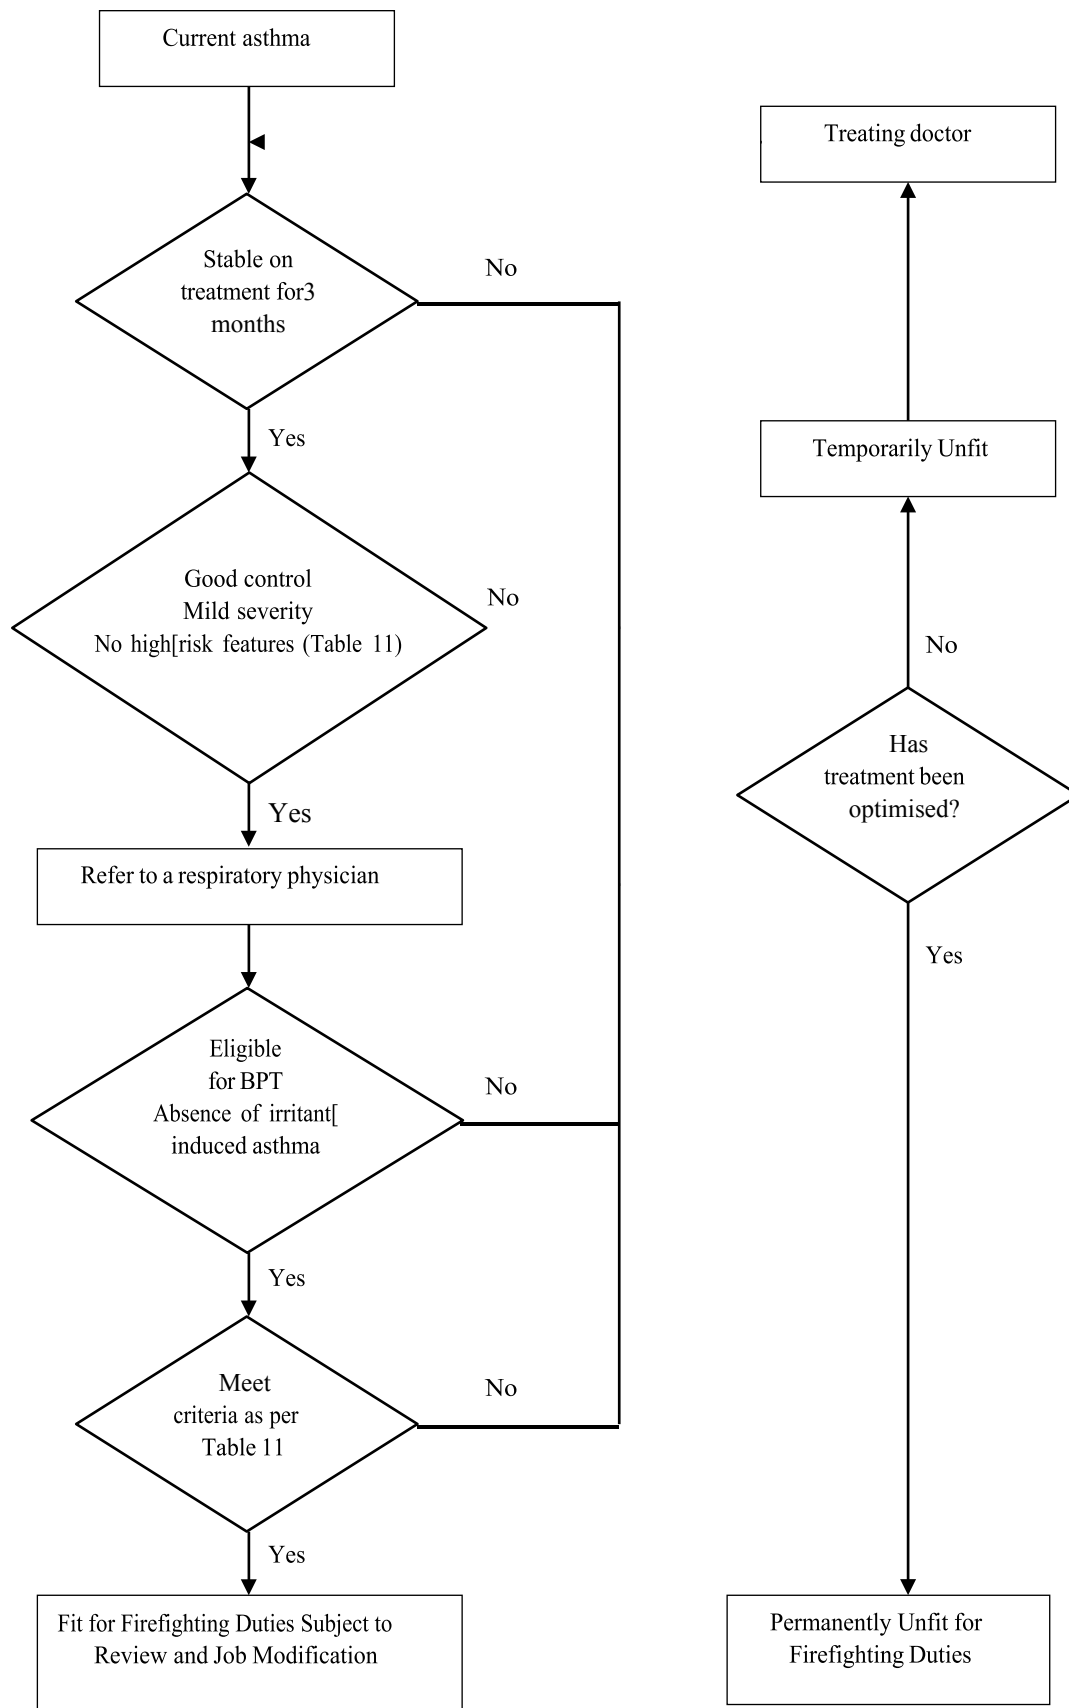 Current asthma
Stable on
treatment for3
months
No
Yes
Good control
Mild severity
No high[risk features (Table 11)
No
Yes
Refer to a respiratory physician
Eligible
for BPT
Absence of irritant[
induced asthma
No
Yes
Meet
criteria as per
Table 11
No
Yes
Fit for Firefighting Duties Subject to
Review and Job Modification
Treating doctor
Temporarily Unfit
No
Has
treatment been
optimised?
Yes
Permanently Unfit for
Firefighting Duties